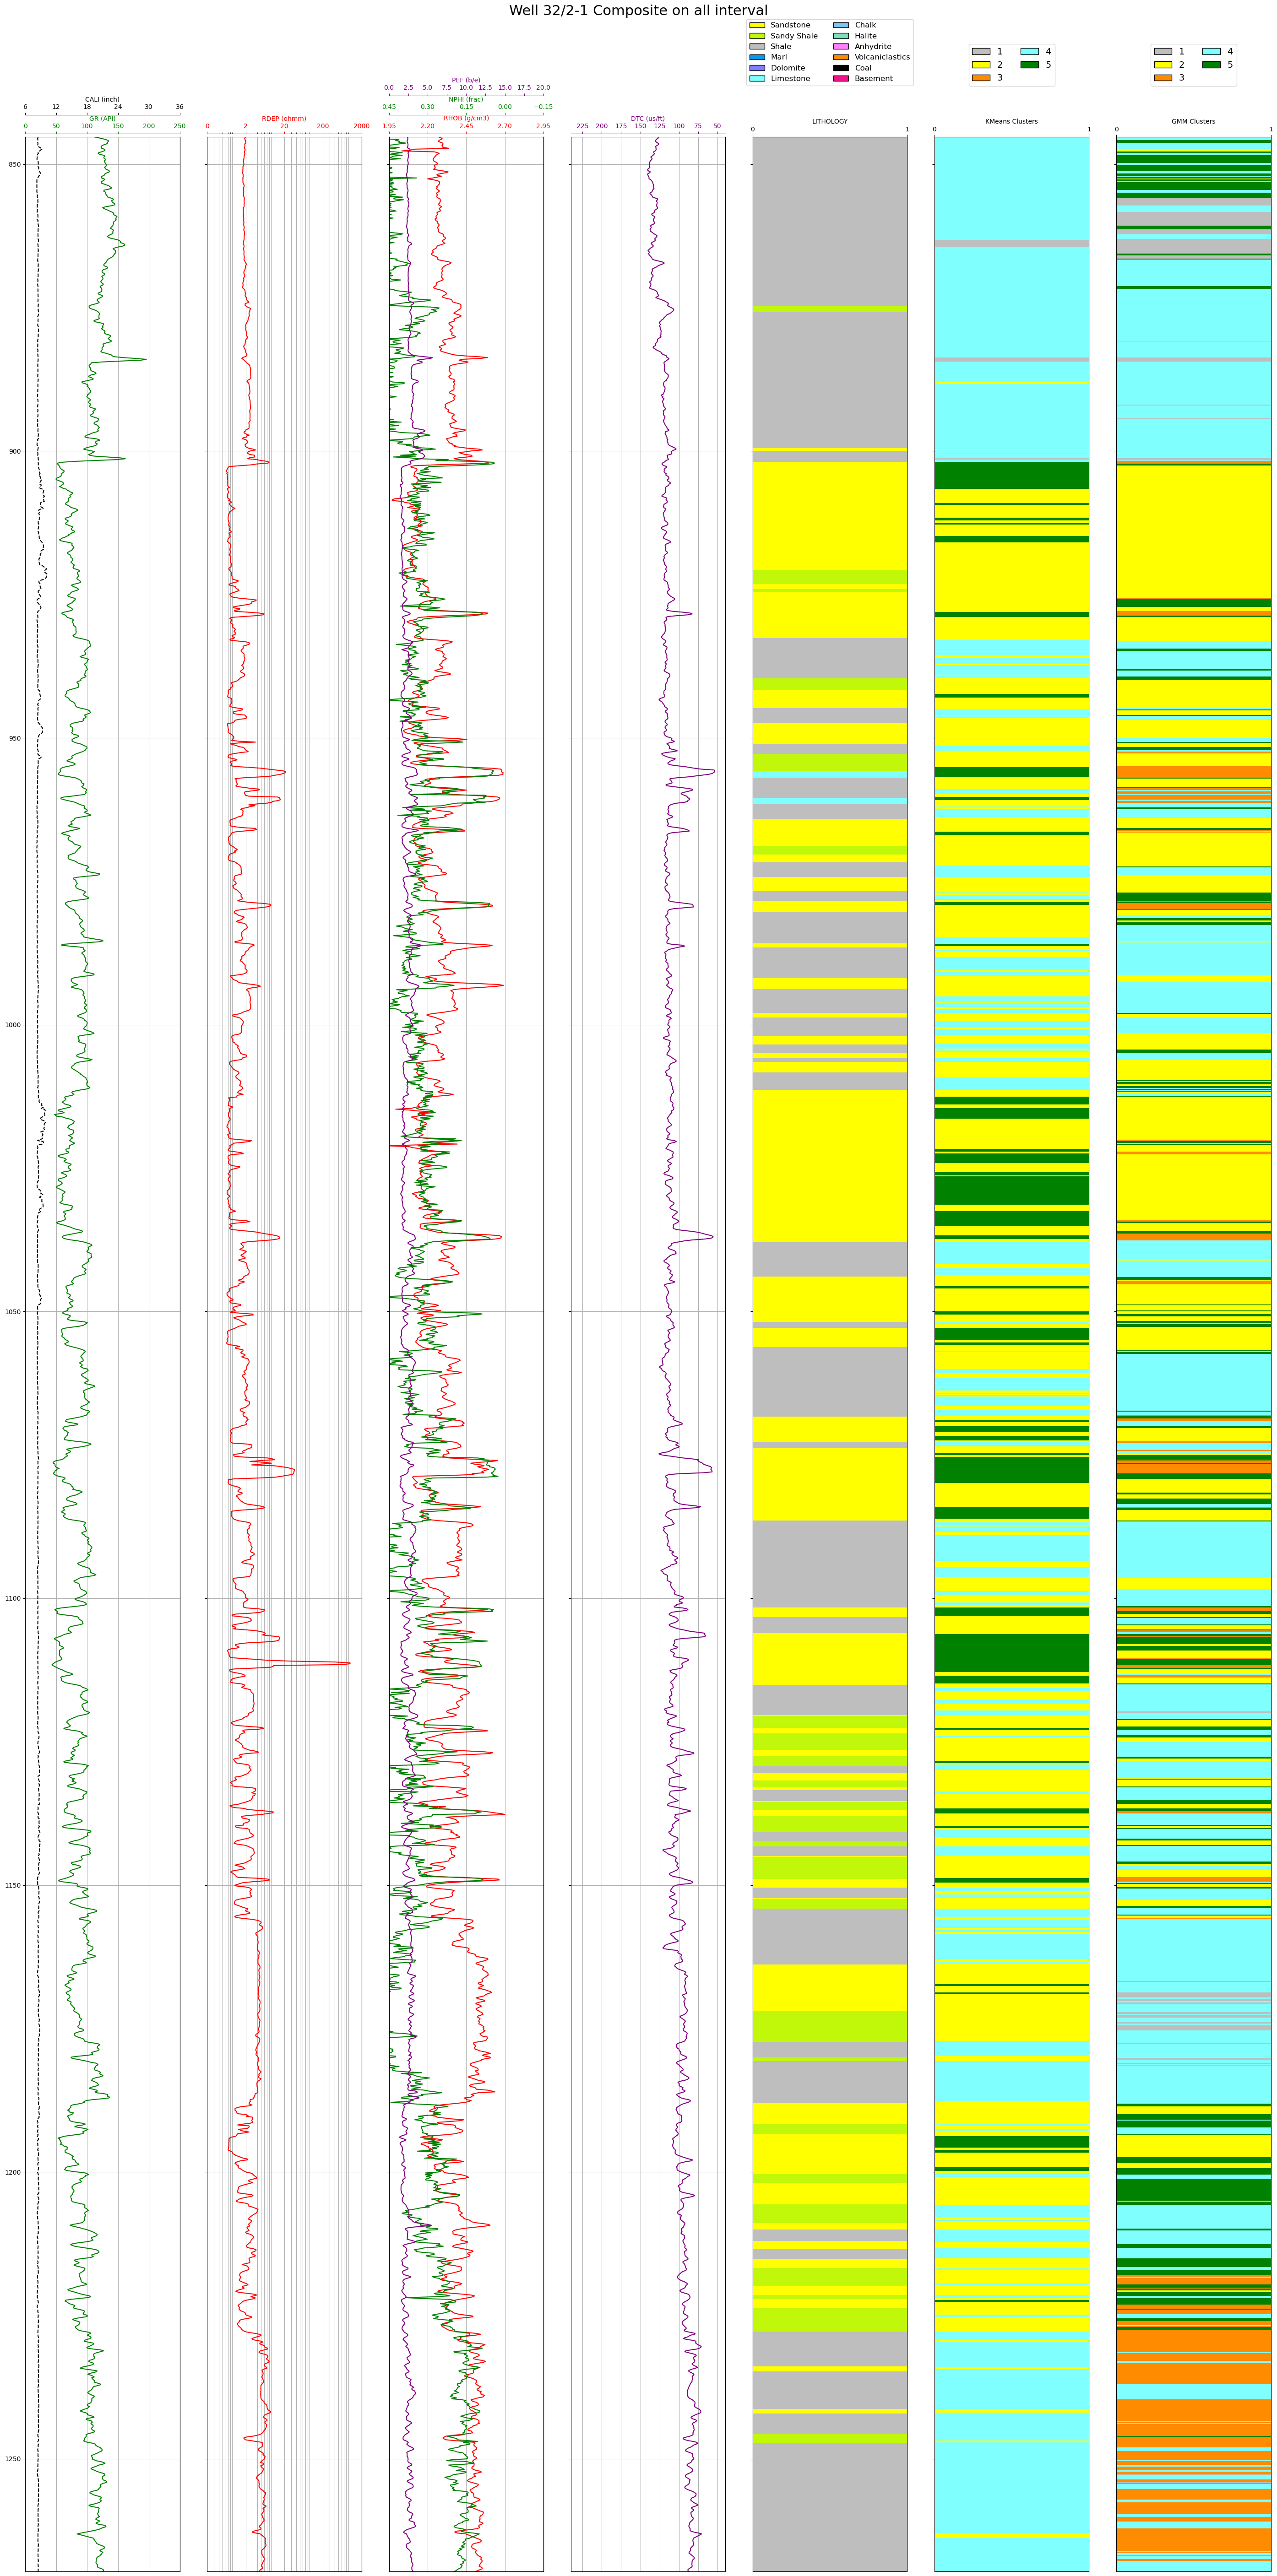 Well 32/2-1 Composite on all interval
Sandstone Chalk
Sandy Shale Halite
Shale Anhydrite
Marl Volcaniclastics
Dolomite Coal
Limestone Basement
1 4
2 5
3
1 4
2 5
3
PEF (b/e)
0.0 2.5 5.0 7.5 10.0 12.5 15.0 17.5 20.0
CALI (inch)
6 12 18 24 30 36
NPHI (frac)
0.45 0.30 0.15 0.00 −0.15
GR (API)
0 50 100 150 200 250
RDEP (ohmm)
0 2 20 200 2000
RHOB (g/cm3)
1.95 2.20 2.45 2.70 2.95
DTC (us/ft)
225 200 175 150 125 100 75 50
LITHOLOGY
0 1
KMeans Clusters
0 1
GMM Clusters
0 1
850
900
950
1000
1050
1100
1150
1200
1250